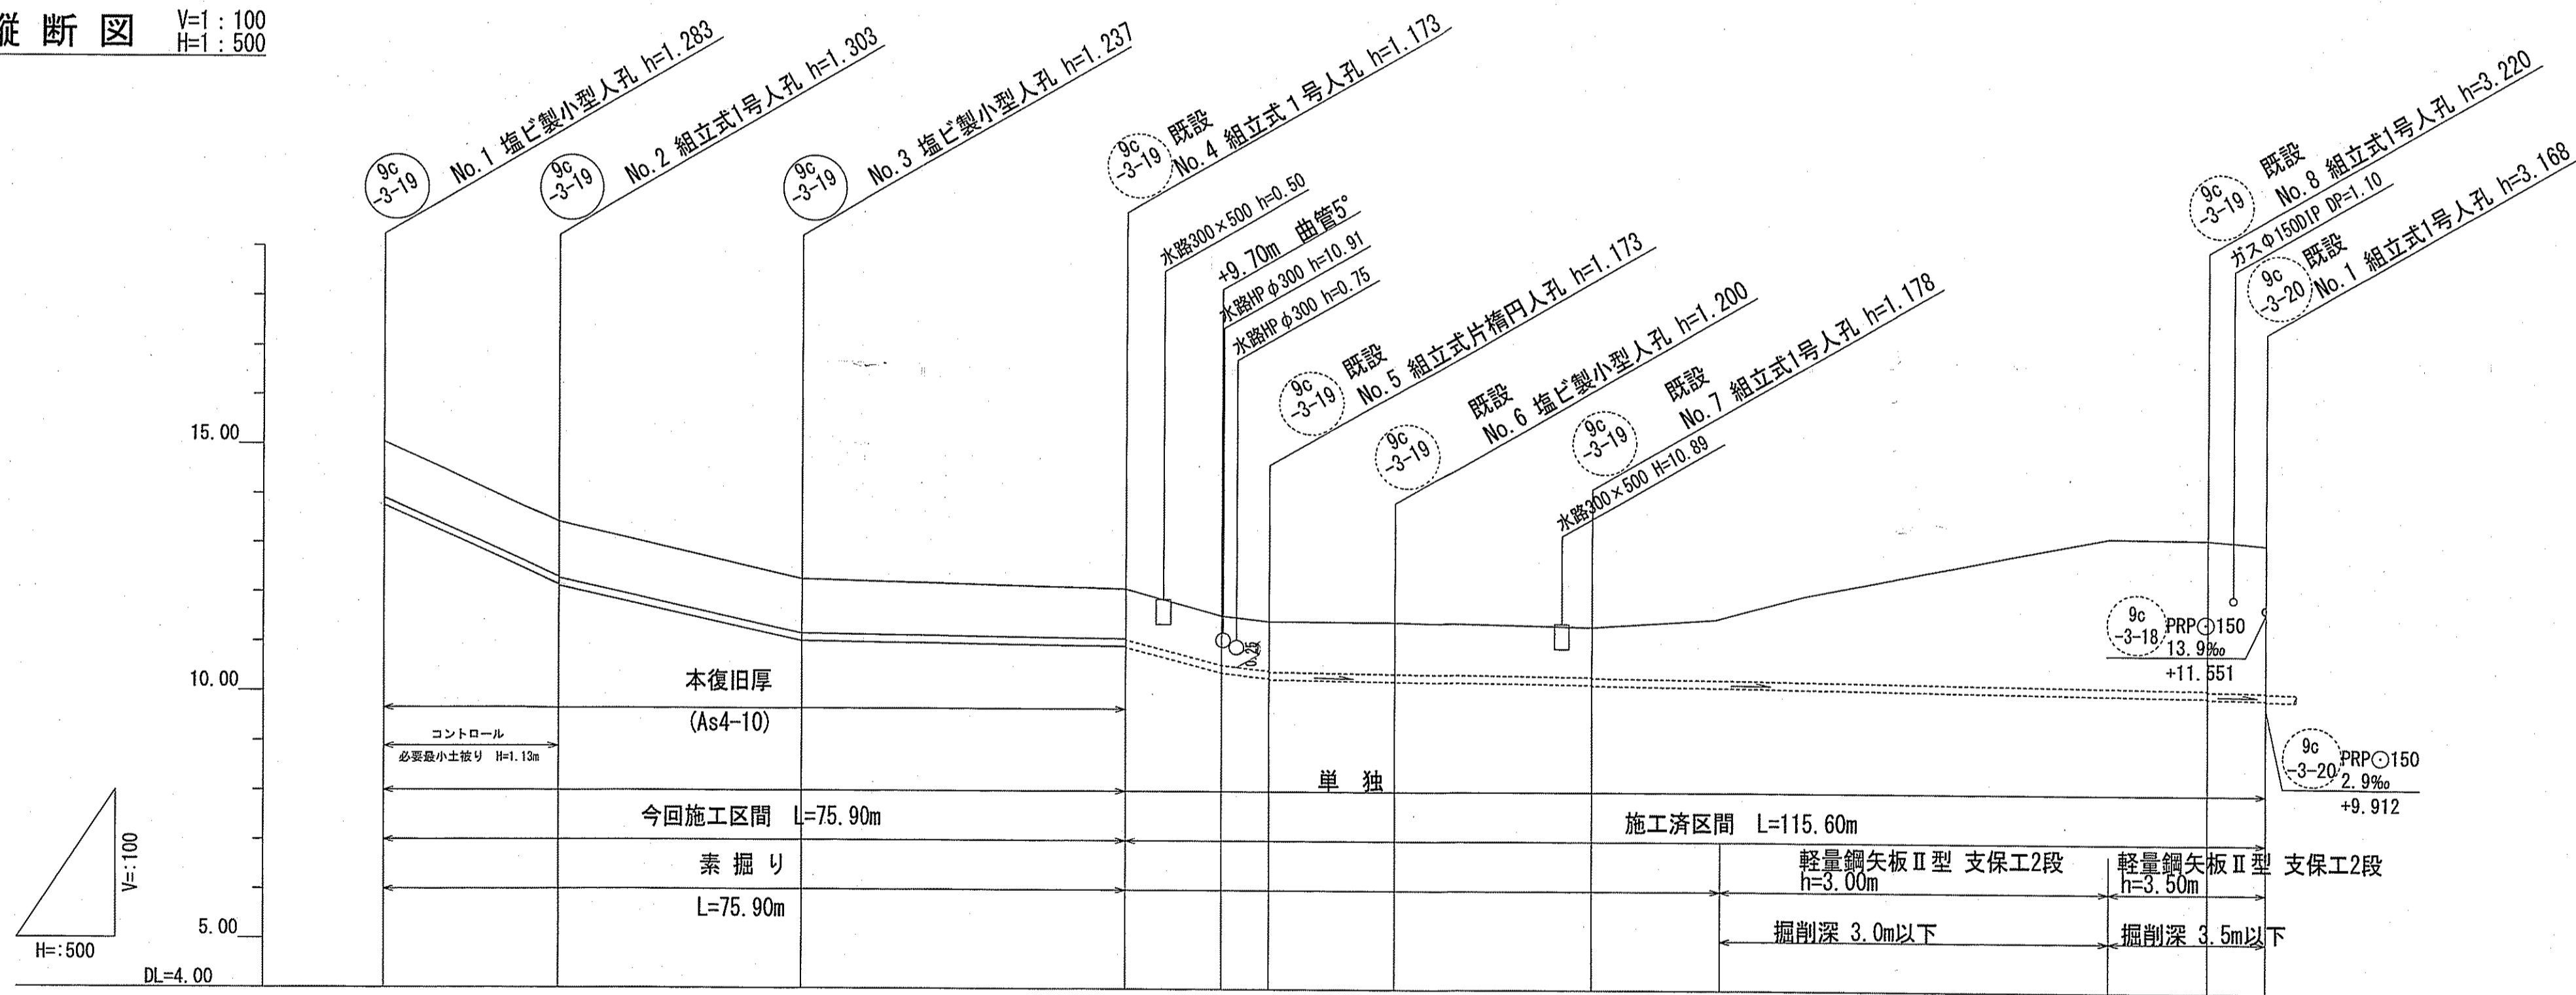 縦 断 図
V=1 : 100
H=1 : 500
9c
-3-19
No.1 塩ビ製小型人孔 h=1.283
9c
-3-19
No.2 組立式1号人孔 h=1.303
9c
-3-19
No.3 塩ビ製小型人孔 h=1.237
9c
-3-19
既設
No.4 組立式１号人孔 h=1.173
水路300×500 h=0.50
+9.70m 曲管5°
水路HPφ300 h=10.91
水路HPφ300 h=0.75
9c
-3-19
既設
No.5 組立式片楕円人孔 h=1.173
9c
-3-19
既設
No.6 塩ビ製小型人孔 h=1.200
9c
-3-19
既設
No.7 組立式1号人孔 h=1.178
水路300×500 H=10.89
9c
-3-19
既設
No.8 組立式1号人孔 h=3.220
ガスΦ150DIP DP=1.10
9c
-3-20
既設
No.1 組立式1号人孔 h=3.168
15.00
10.00
5.00
DL=4.00
V=:100
H=:500
0.25
9c
-3-18
PRP⊙150
13.9‰
+11.551
9c
-3-20
PRP⊙150
2.9‰
+9.912
本復旧厚
(As4-10)
コントロール
必要最小土被り H=1.13m
単 独
今回施工区間 L=75.90m
施工済区間 L=115.60m
素 掘 り
L=75.90m
軽量鋼矢板Ⅱ型 支保工2段
h=3.00m
軽量鋼矢板Ⅱ型 支保工2段
h=3.50m
掘削深 3.0m以下
掘削深 3.5m以下